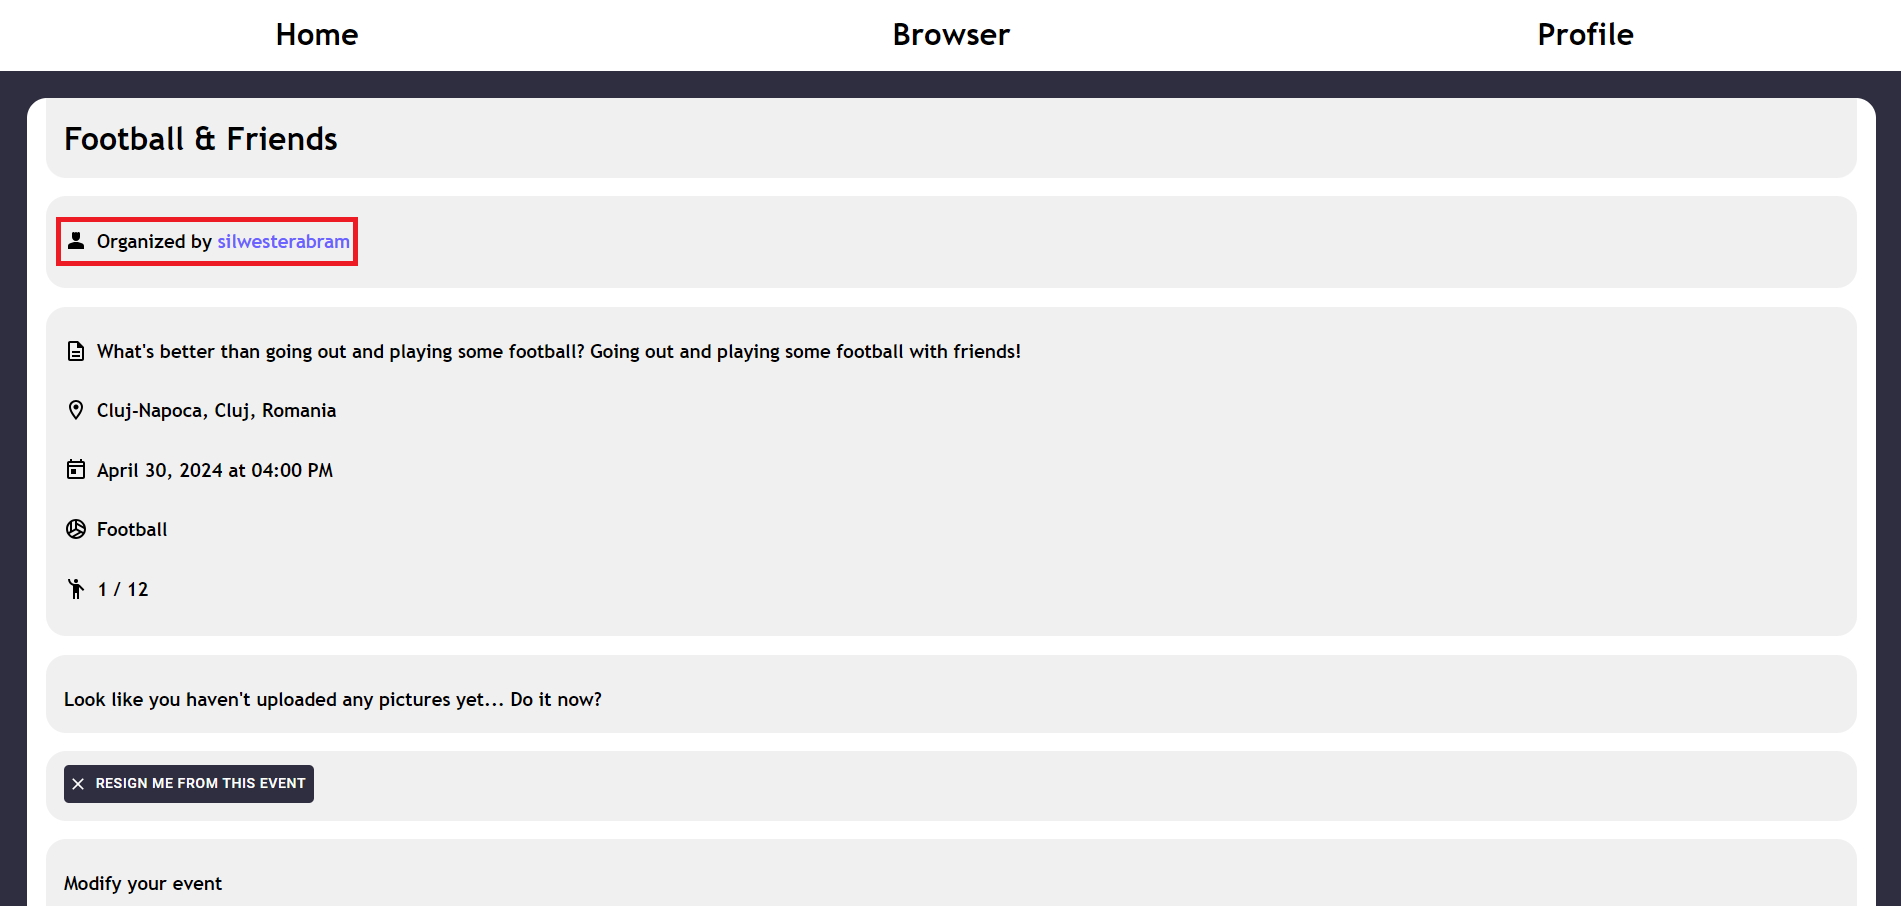 Home Browser Profile
Football & Friends
Organized by silwesterabram
What's better than going out and playing some football? Going out and playing some football with friends!
Cluj-Napoca, Cluj, Romania
April 30, 2024 at 04:00 PM
Football
1 / 12
Look like you haven't uploaded any pictures yet... Do it now?
RESIGN ME FROM THIS EVENT
Modify your event